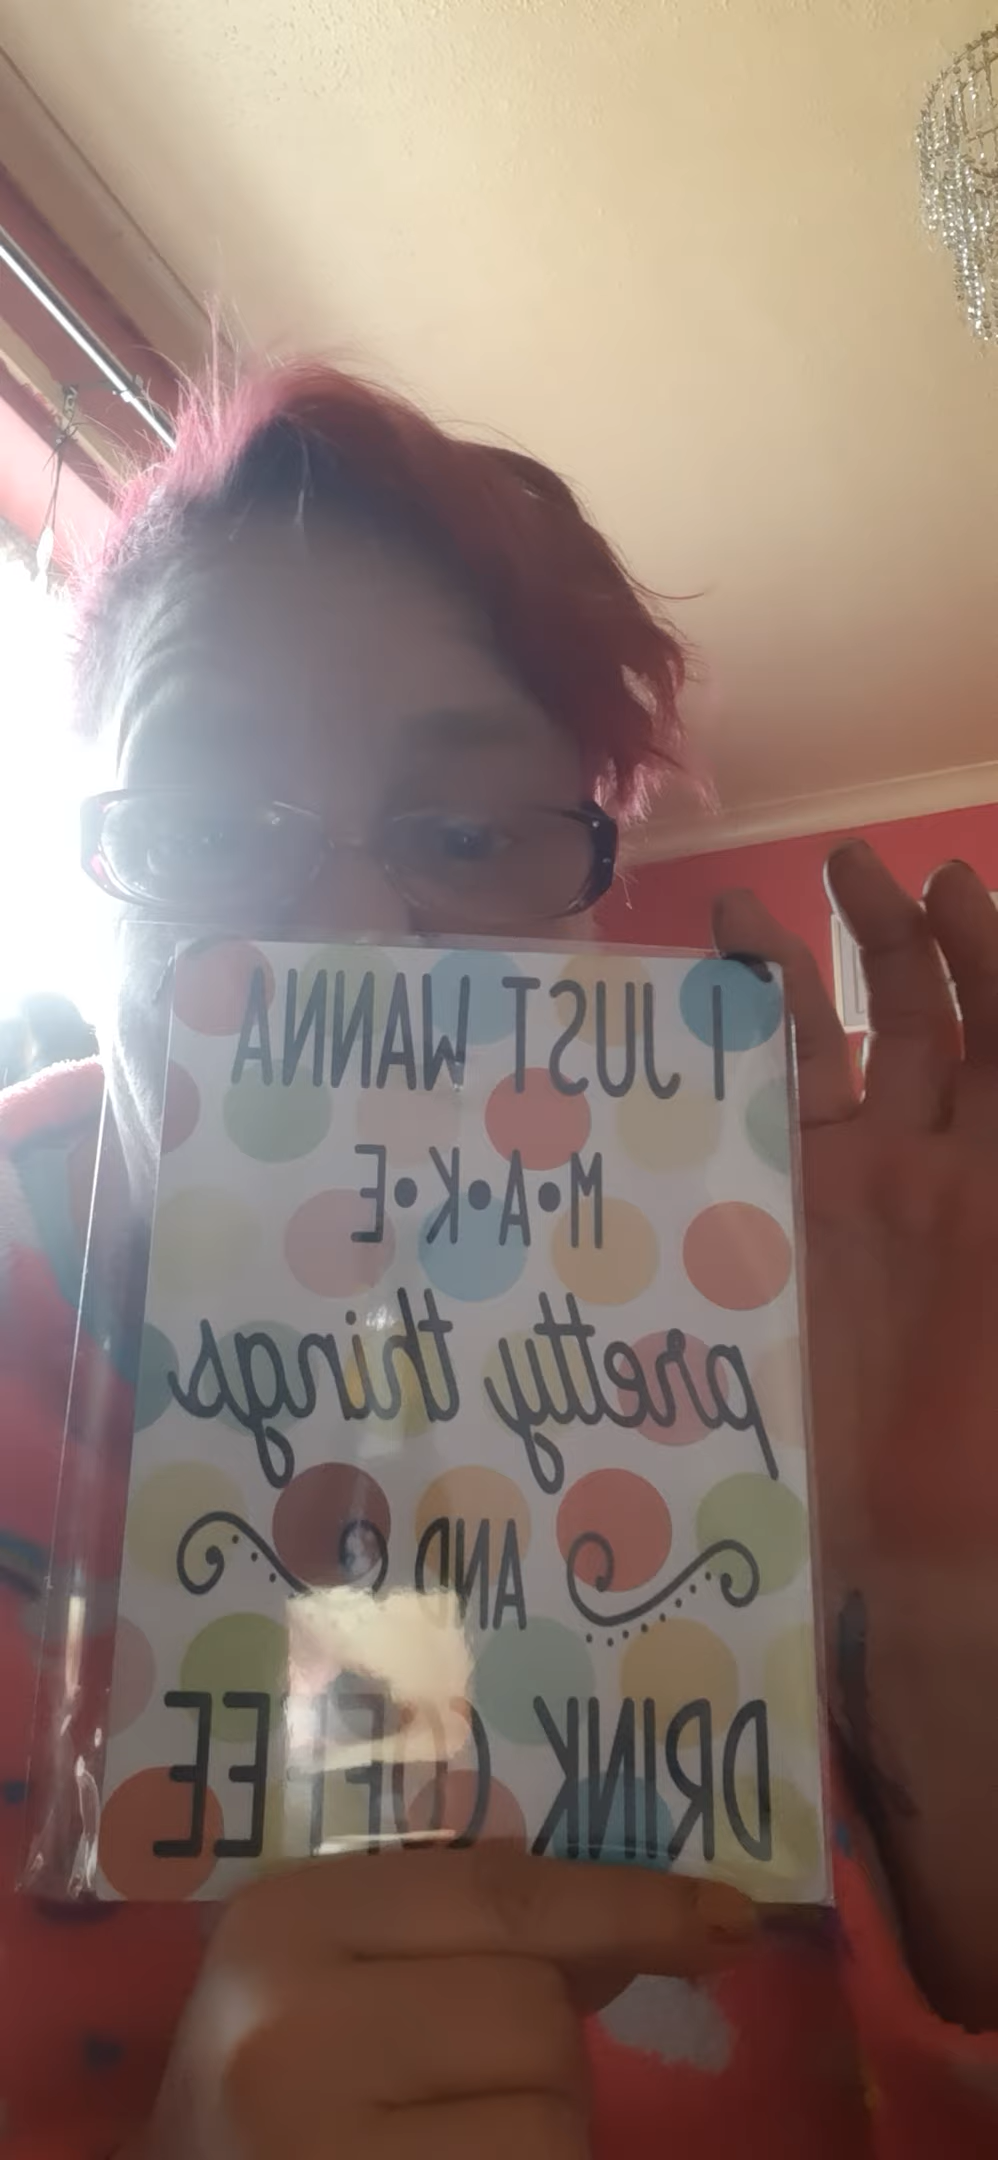 I JUST WANNA
M•A•K•E
pretty things
AND
DRINK COFFEE